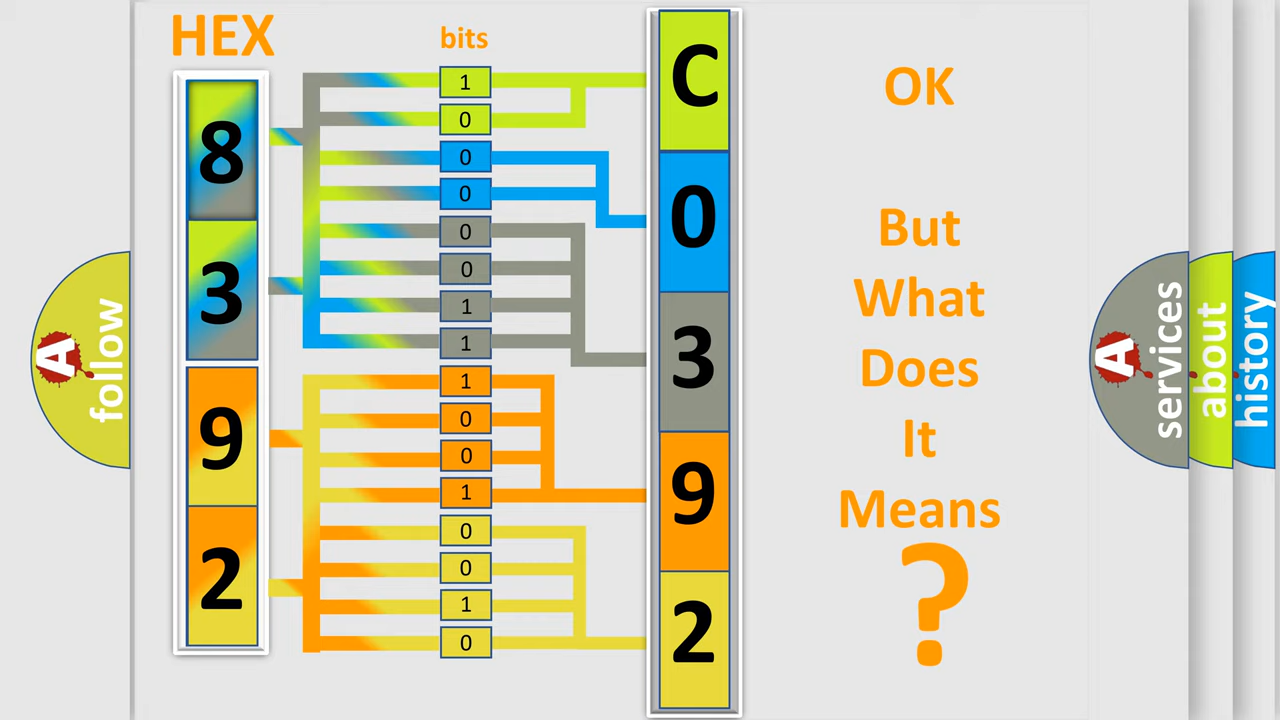 HEX
bits
8
3
9
2
1
0
0
0
0
0
1
1
1
0
0
1
0
0
1
0
C
0
3
9
2
OK
But
What
Does
It
Means
?
A
follow
A
services
about
history